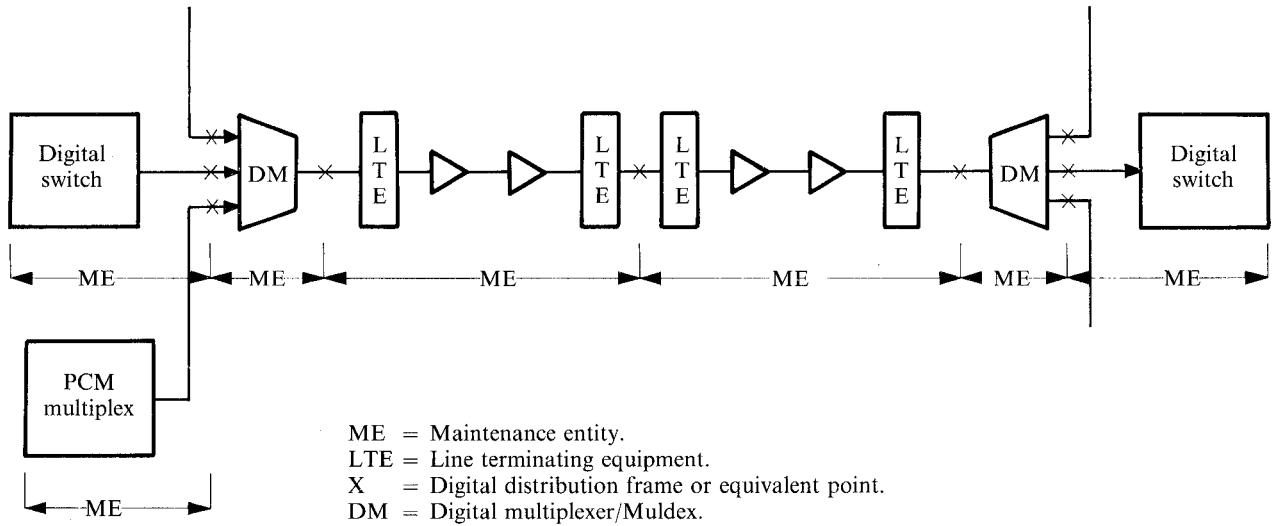 Digital
switch
DM
L
T
E
L
T
E
L
T
E
L
T
E
DM
Digital
switch
ME
ME
ME
ME
ME
ME
PCM
multiplex
ME
ME = Maintenance entity.
LTE = Line terminating equipment.
X = Digital distribution frame or equivalent point.
DM = Digital multiplexer/Muldex.